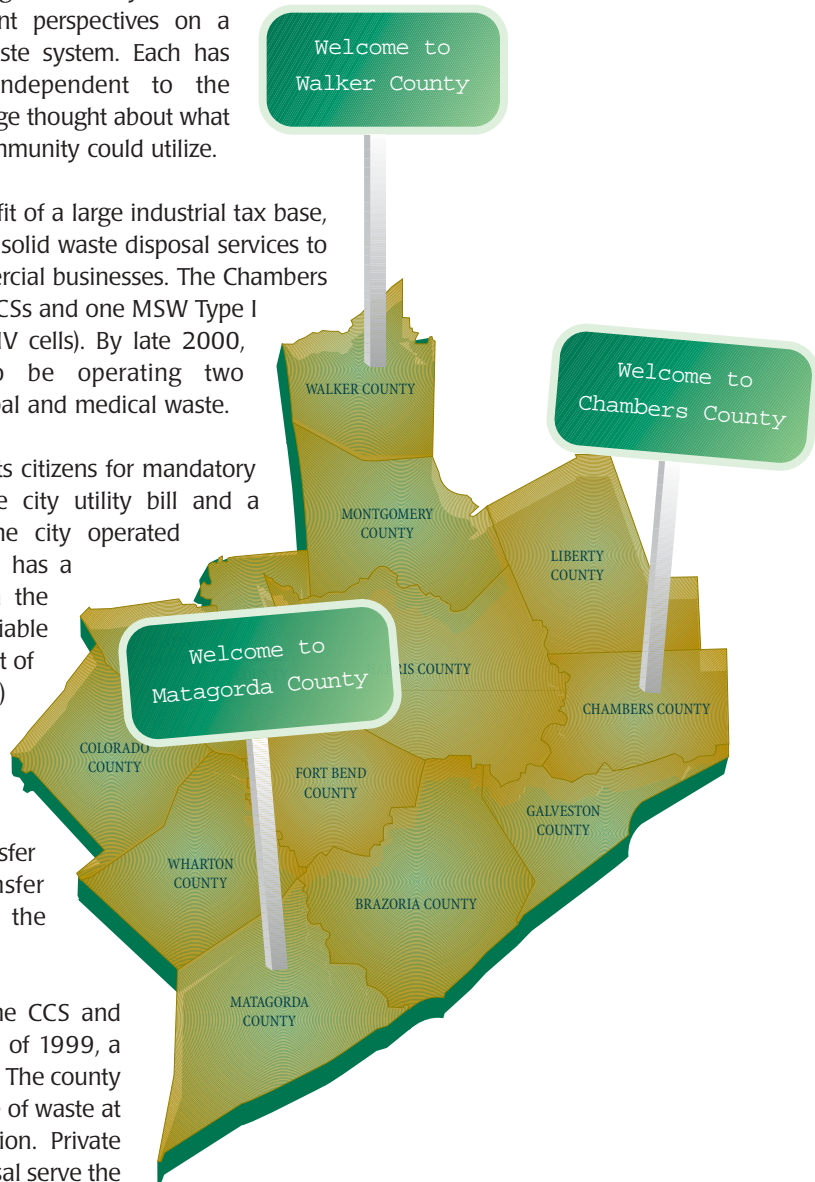 nt perspectives on a
ste system. Each has
ndependent to the
ge thought about what
mmunity could utilize.
fit of a large industrial tax base,
solid waste disposal services to
ercial businesses. The Chambers
CSs and one MSW Type I
IV cells). By late 2000,
o be operating two
pal and medical waste.
ts citizens for mandatory
e city utility bill and a
he city operated
has a
the
iable
t of
)
sfer
nsfer
the
he CCS and
of 1999, a
The county
of waste at
ion. Private
sal serve the
Welcome to
Walker County
Welcome to
Chambers County
Welcome to
Matagorda County
WALKER COUNTY
MONTGOMERY
COUNTY
LIBERTY
COUNTY
RIS COUNTY
CHAMBERS COUNTY
COLORADO
COUNTY
FORT BEND
COUNTY
GALVESTON
COUNTY
WHARTON
COUNTY
BRAZORIA COUNTY
MATAGORDA
COUNTY